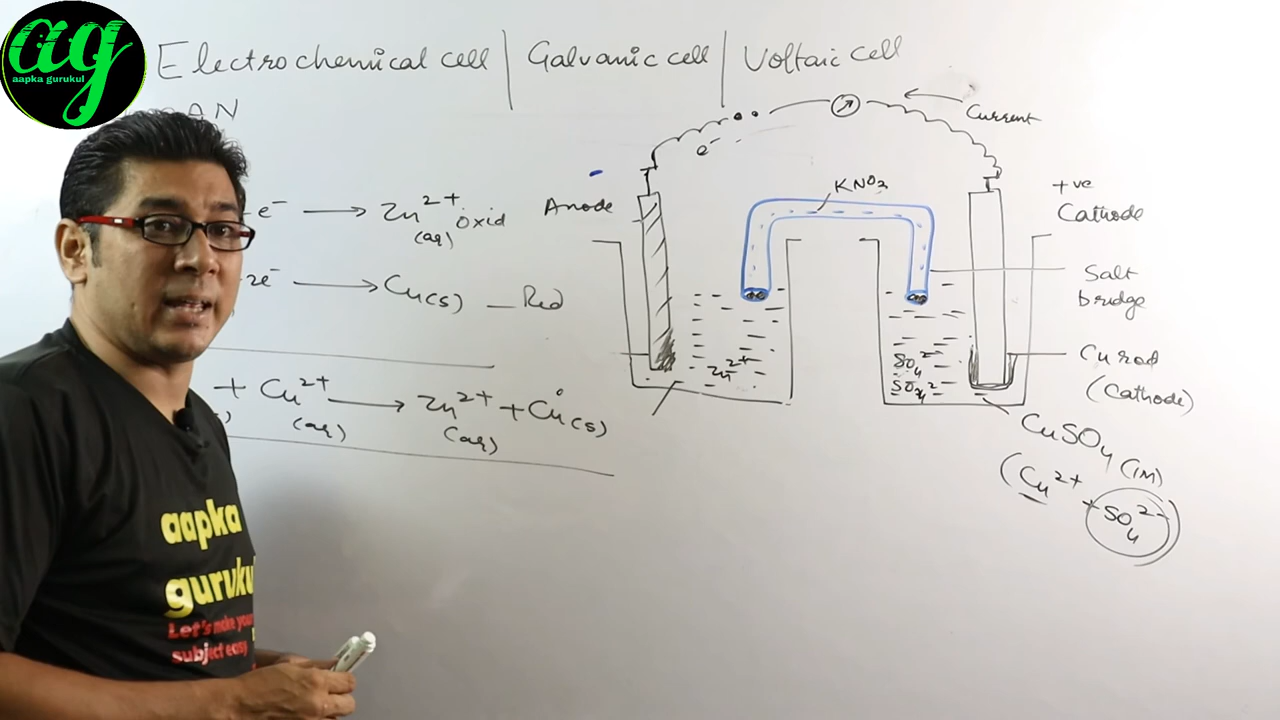 ag
aapka gurukul
Electrochemical cell | Galvanic cell | Voltaic cell
AN
Current
e⁻
KNO₃
+ve
Cathode
Anode
e⁻ ⟶ Zn²⁺ oxid
(aq)
2e⁻ ⟶ Cu(s) — Red
Salt
bridge
Cu rod
(Cathode)
Zn²⁺
SO₄²⁻
SO₄²⁻
+ Cu²⁺ ⟶ Zn²⁺ + Cu(s)
(aq) (aq)
CuSO₄ (1M)
(Cu²⁺ + SO₄²⁻)
aapka
guruku
Let's make your
subject easy